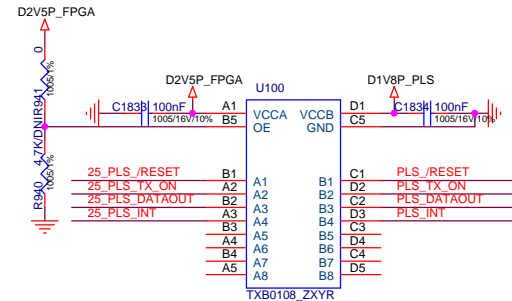 D2V5P_FPGA
0
R941
1005/1%
4.7K/DNI
R940
1005/1%
D2V5P_FPGA
C1833
100nF
1005/16V/10%
U100
D1V8P_PLS
C1834
100nF
1005/16V/10%
A1 VCCA VCCB D1
B5 OE GND C5
25_PLS_/RESET B1 A1 B1 C1 PLS_/RESET
25_PLS_TX_ON A2 A2 B2 D2 PLS_TX_ON
25_PLS_DATAOUT B2 A3 B3 C2 PLS_DATAOUT
25_PLS_INT A3 A4 B4 D3 PLS_INT
B3 A5 B5 C3
A4 A6 B6 D4
B4 A7 B7 C4
A5 A8 B8 D5
TXB0108_ZXYR